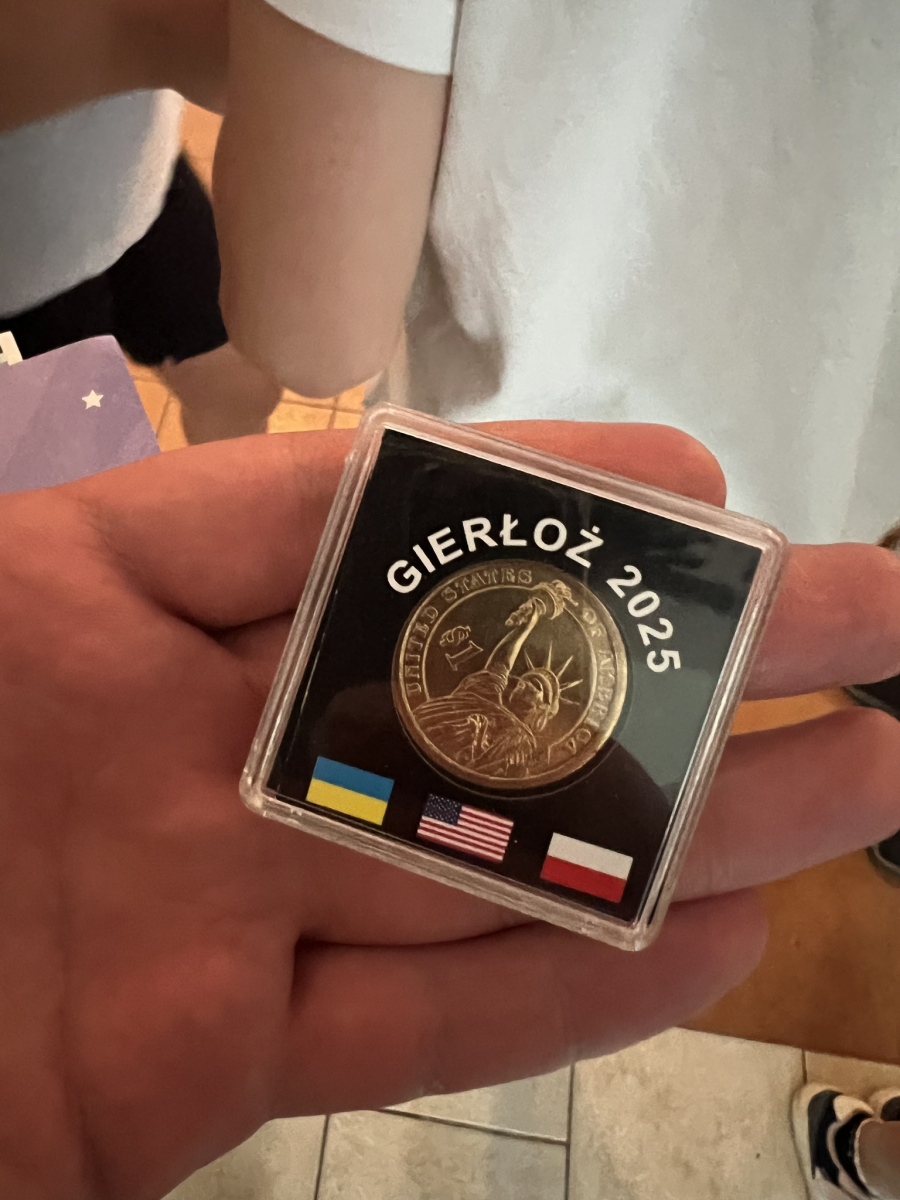 GIERŁOŻ 2025
UNITED STATES OF AMERICA
$1